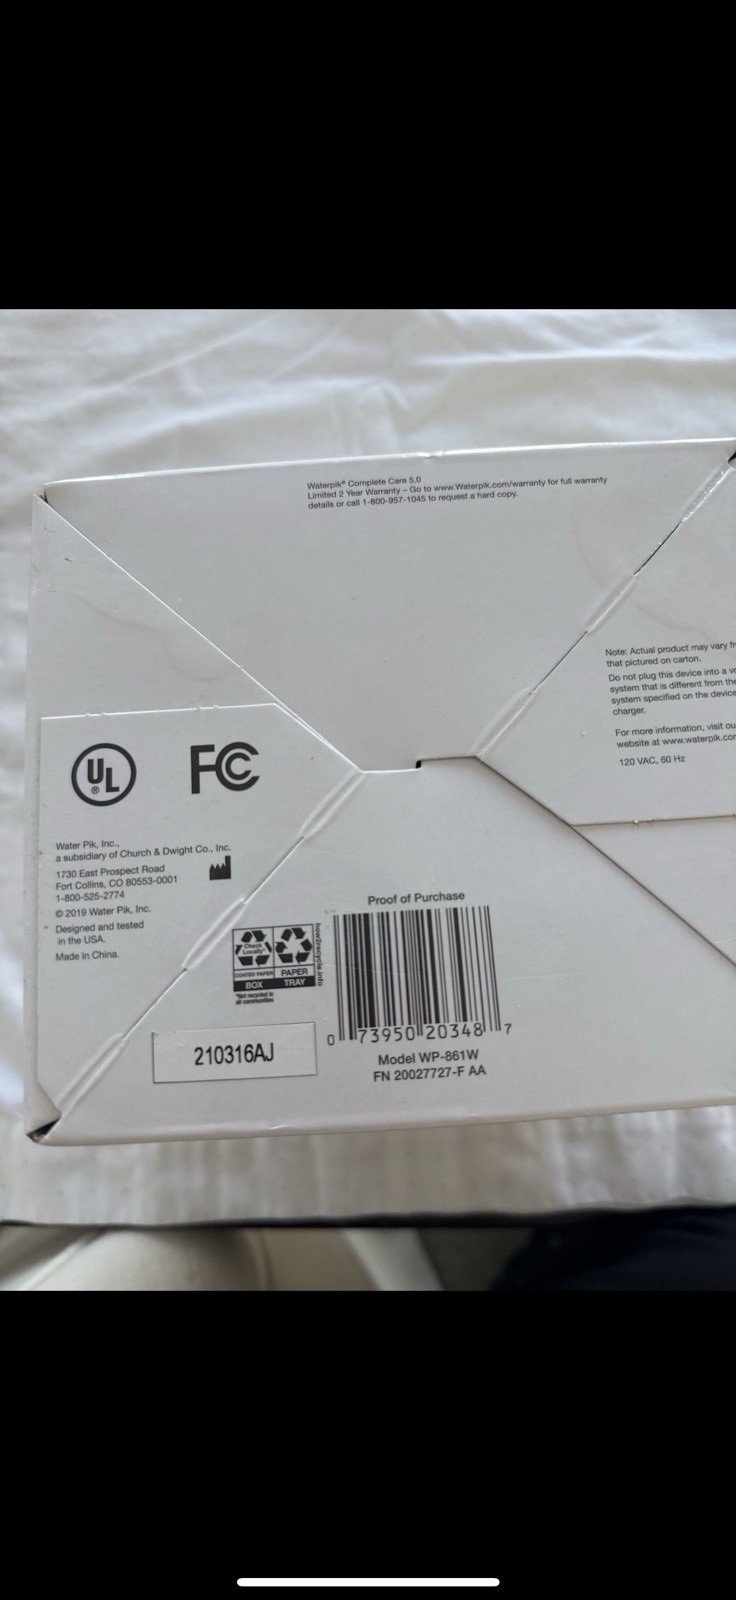 Waterpik® Complete Care 5.0
Limited 2 Year Warranty – Go to www.Waterpik.com/warranty for full warranty
details or call 1-800-957-1045 to request a hard copy.
Note: Actual product may vary
that pictured on carton.
Do not plug this device into a
system that is different from the
system specified on the device
charger.
For more information, visit
website at
120 VAC, 60 Hz
UL
®
FC
Water Pik, Inc.,
a subsidiary of Church & Dwight Co., Inc.
1730 East Prospect Road
Fort Collins, CO 80553-0001
1-800-525-2774
© 2019 Water Pik, Inc.
Designed and tested
in the USA.
Made in China.
Check
Locally*
COATED PAPER
BOX
PAPER
TRAY
how2recycle.info
*Not recycled in
all communities
Proof of Purchase
0 73950 20348 7
Model WP-861W
FN 20027727-F AA
210316AJ